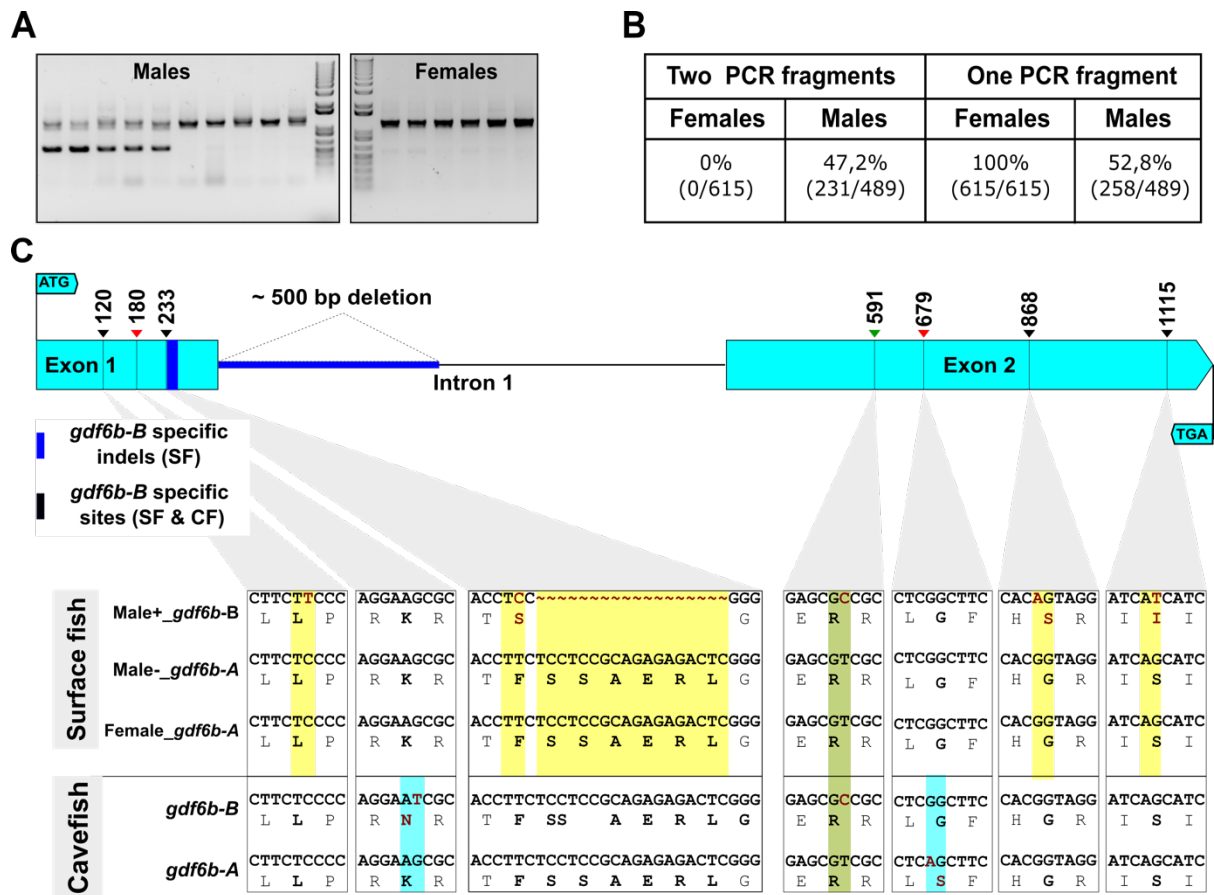 A
Males
Females
B
Two PCR fragments One PCR fragment
Females Males Females Males
0% 47,2% 100% 52,8%
(0/615) (231/489) (615/615) (258/489)
C
ATG
120
180
233
~ 500 bp deletion
591
679
868
1115
Exon 1
Intron 1
Exon 2
TGA
gdf6b-B specific
indels (SF)
gdf6b-B specific
sites (SF & CF)
Surface fish
Male+_gdf6b-B CTTCTTCCCC AGGAAGCGC ACCTCC~~~~~~~~~~~~~~~~~~GGG GAGCGCCGC CTCGGCTTC CACAGTAGG ATCATCATC
L L P R K R T S G E R R L G F H S R I I I
Male-_gdf6b-A CTTCTCCCC AGGAAGCGC ACCTTCTCCTCCGCAGAGAGACTCGGG GAGCGTCGC CTCGGCTTC CACGGTAGG ATCAGCATC
L L P R K R T F S S A E R L G E R R L G F H G R I S I
Female_gdf6b-A CTTCTCCCC AGGAAGCGC ACCTTCTCCTCCGCAGAGAGACTCGGG GAGCGTCGC CTCGGCTTC CACGGTAGG ATCAGCATC
L L P R K R T F S S A E R L G E R R L G F H G R I S I
Cavefish
gdf6b-B CTTCTCCCC AGGAATCGC ACCTTCTCCTCCGCAGAGAGACTCGGG GAGCGCCGC CTCGGCTTC CACGGTAGG ATCAGCATC
L L P R N R T F SS A E R L G E R R L G F H G R I S I
gdf6b-A CTTCTCCCC AGGAAGCGC ACCTTCTCCTCCGCAGAGAGACTCGGG GAGCGTCGC CTCAGCTTC CACGGTAGG ATCAGCATC
L L P R K R T F S S A E R L G E R R L S F H G R I S I